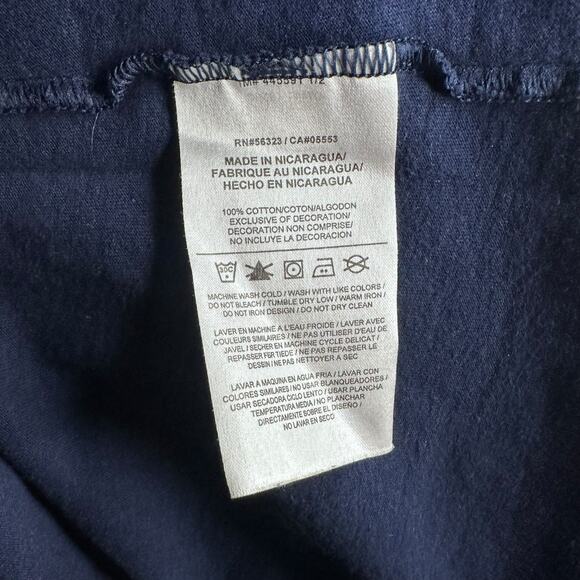 RN#56323 / CA#05553
MADE IN NICARAGUA/
FABRIQUE AU NICARAGUA/
HECHO EN NICARAGUA
100% COTTON/COTON/ALGODON
EXCLUSIVE OF DECORATION/
DECORATION NON COMPRISE/
NO INCLUYE LA DECORACION
30C
MACHINE WASH COLD / WASH WITH LIKE COLORS /
DO NOT BLEACH / TUMBLE DRY LOW / WARM IRON /
DO NOT IRON DESIGN / DO NOT DRY CLEAN
LAVER EN MACHINE A L'EAU FROIDE / LAVER AVEC
COULEURS SIMILAIRES / NE PAS UTILISER D'EAU DE
JAVEL / SECHER EN MACHINE CYCLE DELICAT /
REPASSER FER TIEDE / NE PAS REPASSER LE
DESSIN / NE PAS NETTOYER A SEC
LAVAR A MAQUINA EN AGUA FRIA / LAVAR CON
COLORES SIMILARES / NO USAR BLANQUEADORES /
USAR SECADORA CICLO LENTO / USAR PLANCHA
TEMPERATURA MEDIA / NO PLANCHAR
DIRECTAMENTE SOBRE EL DISEÑO /
NO LAVAR EN SECO